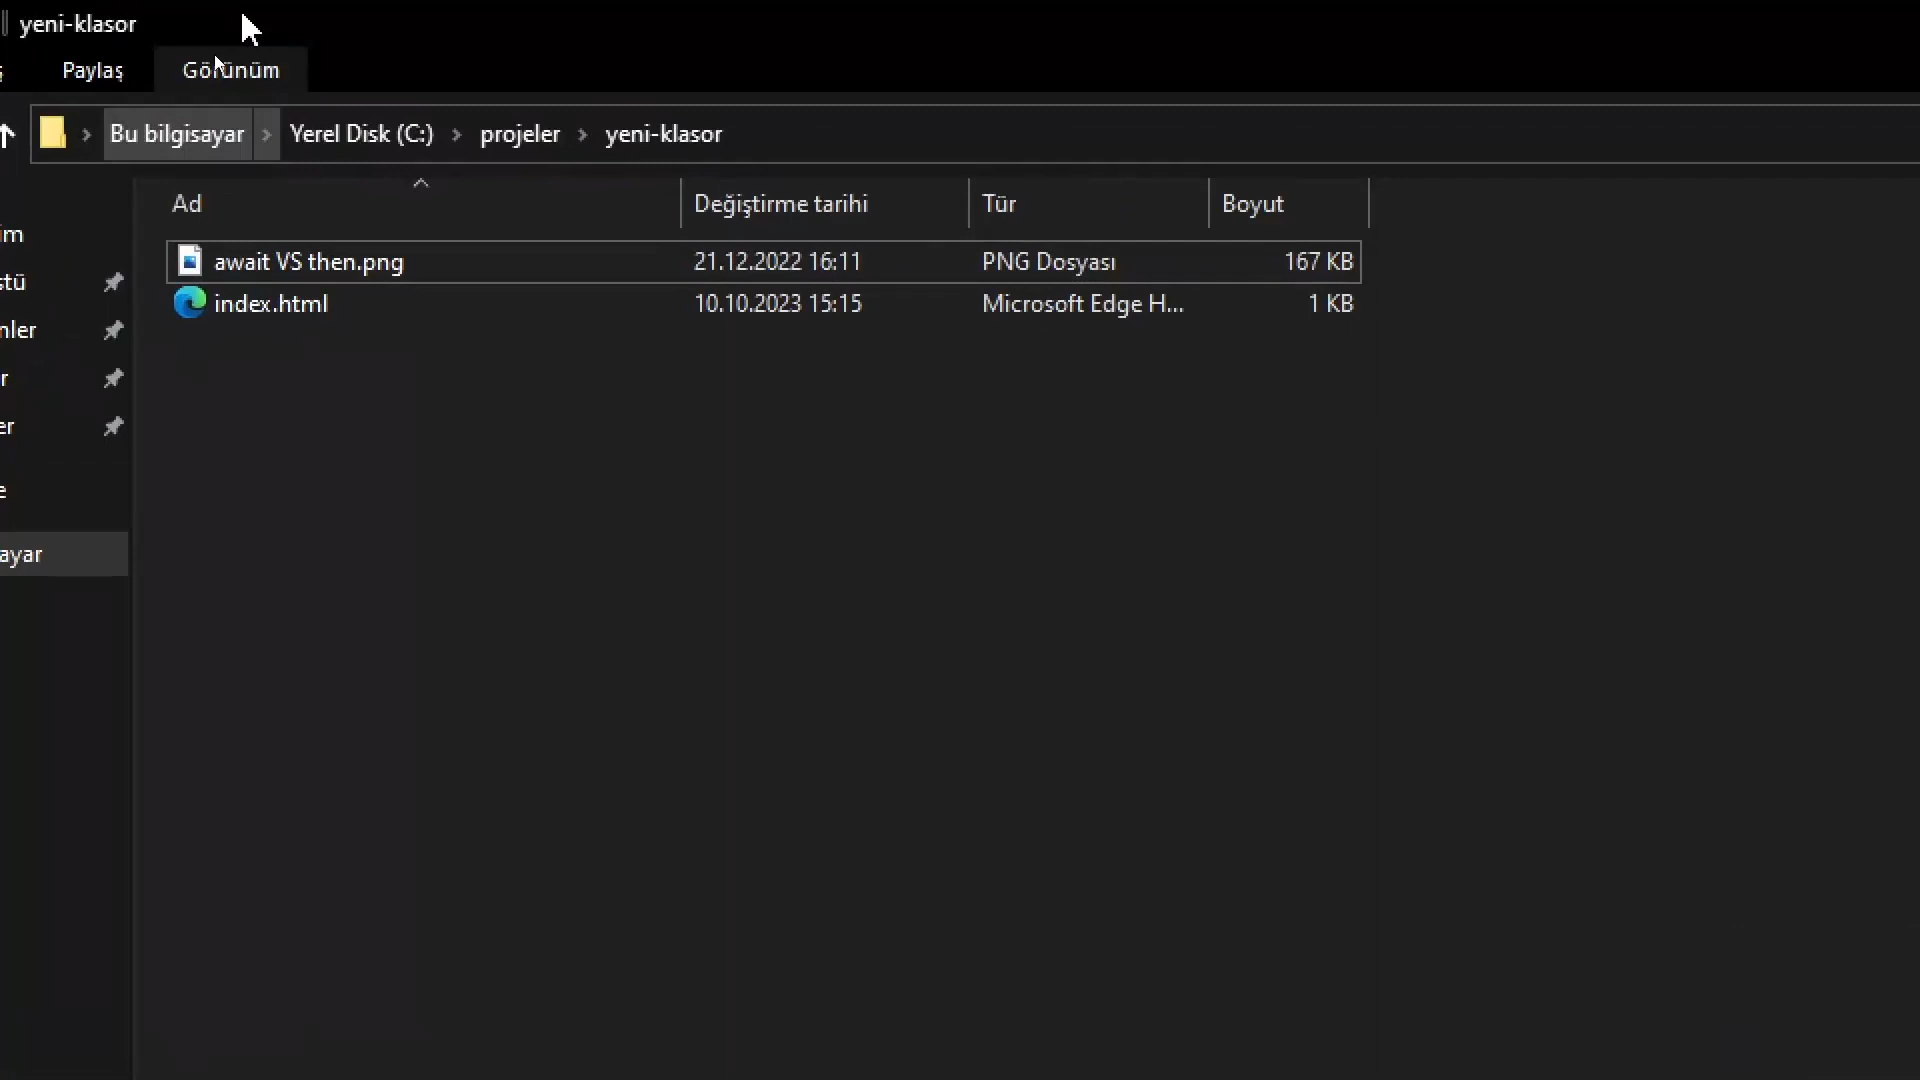 yeni-klasor
Paylaş
Görünüm
Bu bilgisayar > Yerel Disk (C:) > projeler > yeni-klasor
Ad Değiştirme tarihi Tür Boyut
await VS then.png 21.12.2022 16:11 PNG Dosyası 167 KB
index.html 10.10.2023 15:15 Microsoft Edge H... 1 KB